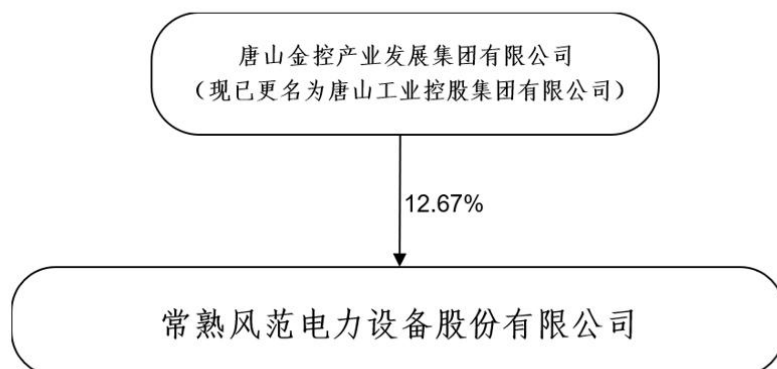 唐山金控产业发展集团有限公司
（现已更名为唐山工业控股集团有限公司）
12.67%
常熟风范电力设备股份有限公司